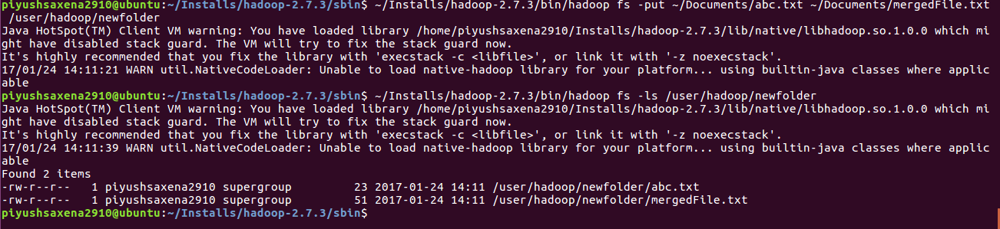 piyushsaxena2910@ubuntu:~/Installs/hadoop-2.7.3/sbin$ ~/Installs/hadoop-2.7.3/bin/hadoop fs -put ~/Documents/abc.txt ~/Documents/mergedFile.txt
 /user/hadoop/newfolder
Java HotSpot(TM) Client VM warning: You have loaded library /home/piyushsaxena2910/Installs/hadoop-2.7.3/lib/native/libhadoop.so.1.0.0 which mi
ght have disabled stack guard. The VM will try to fix the stack guard now.
It's highly recommended that you fix the library with 'execstack -c <libfile>', or link it with '-z noexecstack'.
17/01/24 14:11:21 WARN util.NativeCodeLoader: Unable to load native-hadoop library for your platform... using builtin-java classes where applic
able
piyushsaxena2910@ubuntu:~/Installs/hadoop-2.7.3/sbin$ ~/Installs/hadoop-2.7.3/bin/hadoop fs -ls /user/hadoop/newfolder
Java HotSpot(TM) Client VM warning: You have loaded library /home/piyushsaxena2910/Installs/hadoop-2.7.3/lib/native/libhadoop.so.1.0.0 which mi
ght have disabled stack guard. The VM will try to fix the stack guard now.
It's highly recommended that you fix the library with 'execstack -c <libfile>', or link it with '-z noexecstack'.
17/01/24 14:11:39 WARN util.NativeCodeLoader: Unable to load native-hadoop library for your platform... using builtin-java classes where applic
able
Found 2 items
-rw-r--r--   1 piyushsaxena2910 supergroup         23 2017-01-24 14:11 /user/hadoop/newfolder/abc.txt
-rw-r--r--   1 piyushsaxena2910 supergroup         51 2017-01-24 14:11 /user/hadoop/newfolder/mergedFile.txt
piyushsaxena2910@ubuntu:~/Installs/hadoop-2.7.3/sbin$